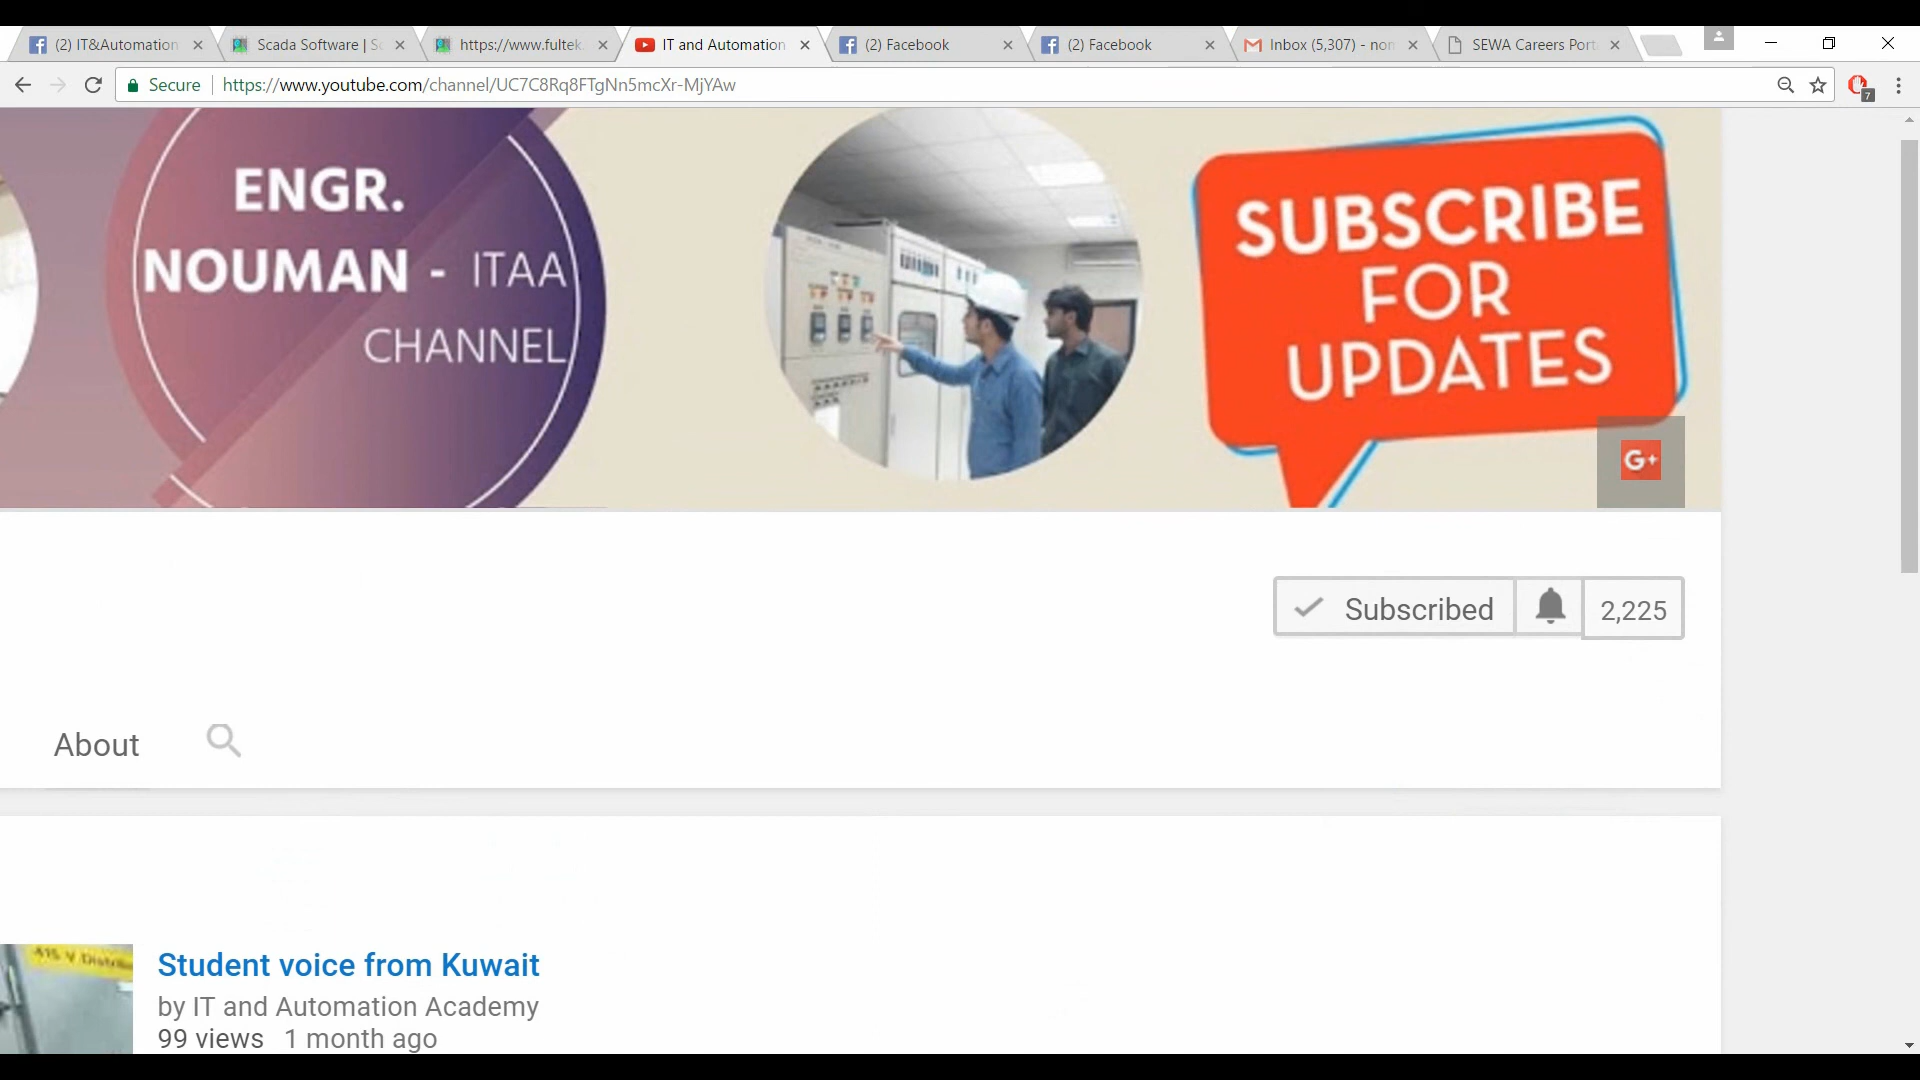 (2) IT&Automation
Scada Software | Sc
https://www.fultek.
IT and Automation
(2) Facebook
(2) Facebook
Inbox (5,307) - non
SEWA Careers Port
Secure
https://www.youtube.com/channel/UC7C8Rq8FTgNn5mcXr-MjYAw
7
ENGR.
NOUMAN - ITAA
CHANNEL
SUBSCRIBE
FOR
UPDATES
G+
Subscribed
2,225
About
Student voice from Kuwait
by IT and Automation Academy
99 views 1 month ago